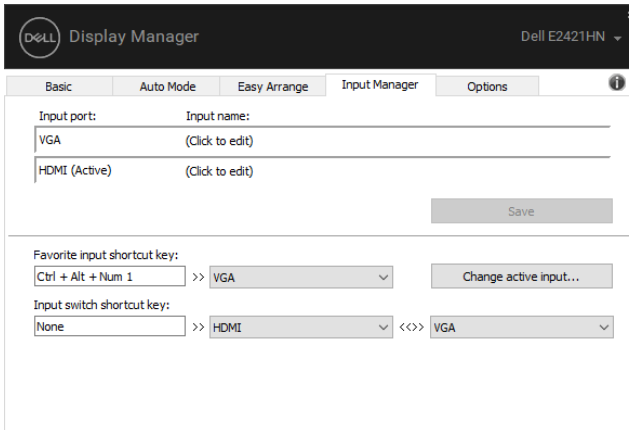 DELL Display Manager Dell E2421HN
Basic Auto Mode Easy Arrange Input Manager Options
Input port: Input name:
VGA (Click to edit)
HDMI (Active) (Click to edit)
Save
Favorite input shortcut key:
Ctrl + Alt + Num 1 >> VGA Change active input...
Input switch shortcut key:
None >> HDMI <<>> VGA